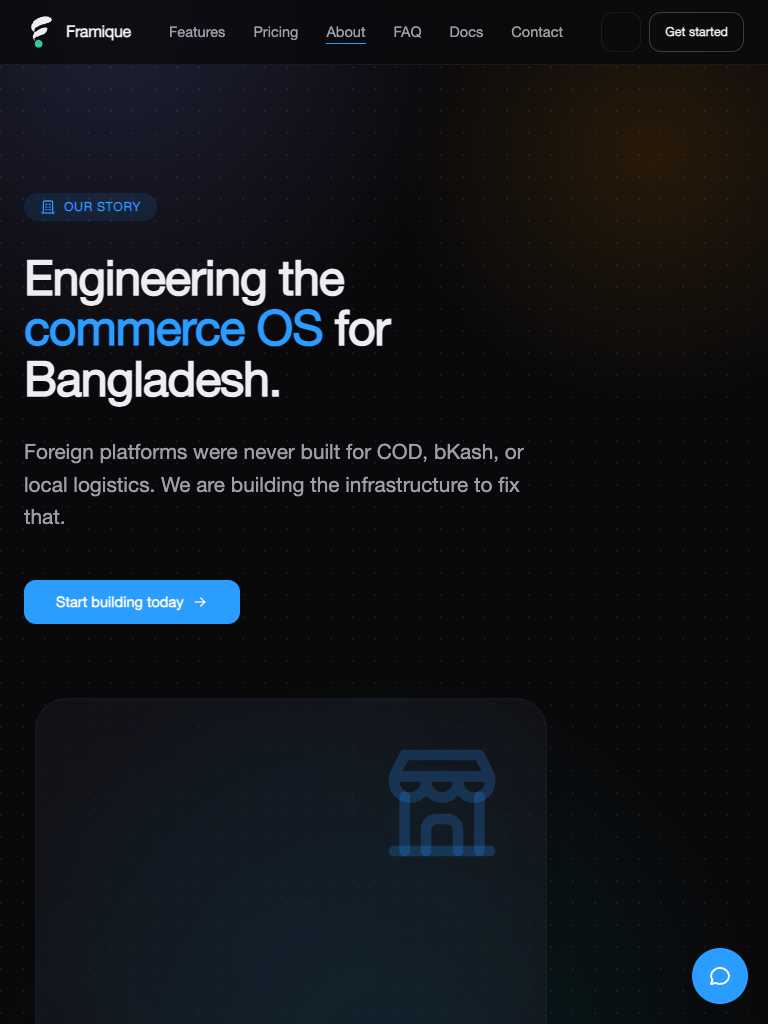 Framique
Features
Pricing
About
FAQ
Docs
Contact
Get started
OUR STORY
Engineering the
commerce OS for
Bangladesh.
Foreign platforms were never built for COD, bKash, or
local logistics. We are building the infrastructure to fix
that.
Start building today →